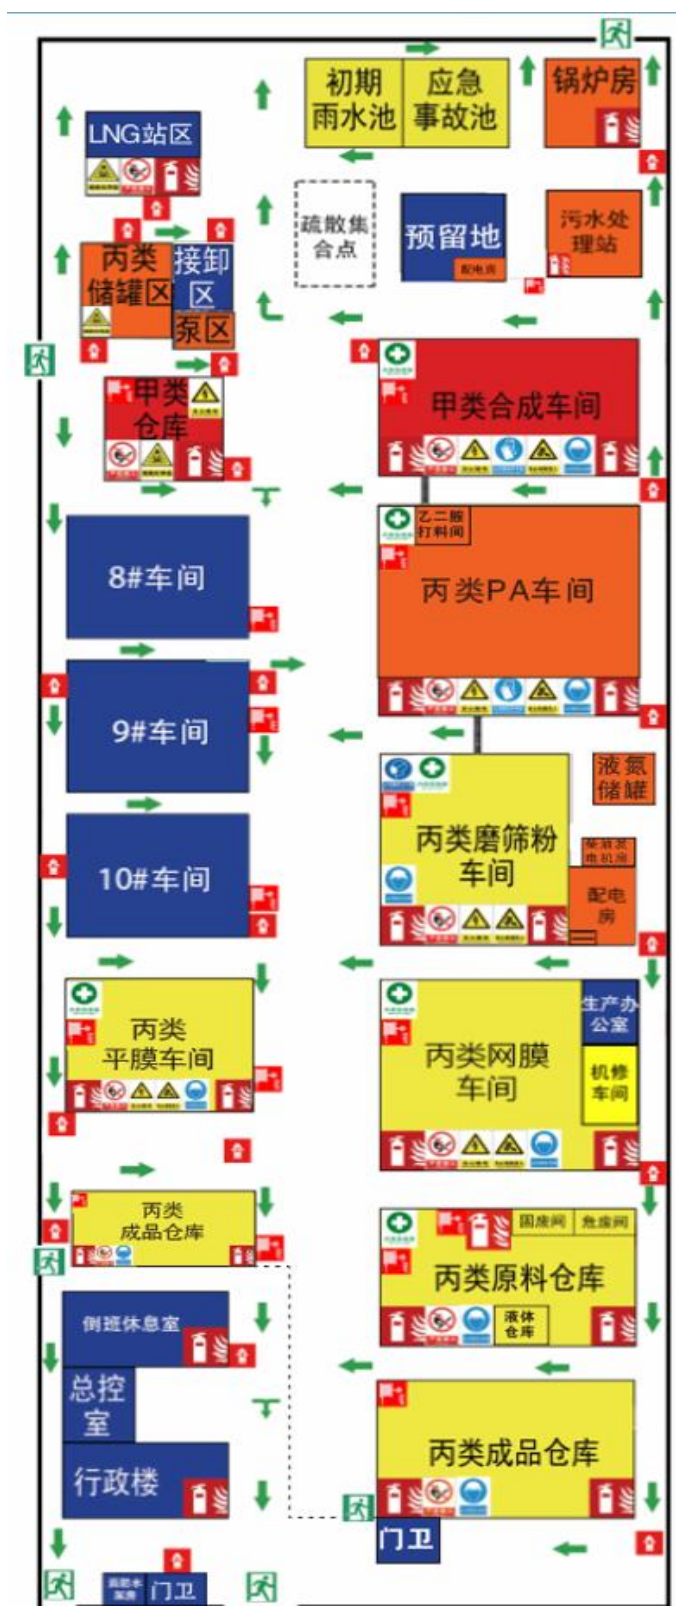 初期
雨水池
应急
事故池
锅炉房
LNG站区
疏散集
合点
预留地
配电房
污水处
理站
丙类
储罐区
接卸
区
泵区
甲类
仓库
甲类合成车间
乙二胺
打料间
8#车间
丙类PA车间
9#车间
液氮
储罐
丙类磨筛粉
车间
柴油发
电机房
10#车间
配电
房
丙类
平膜车间
丙类网膜
车间
生产办
公室
机修
车间
丙类
成品仓库
固废间
危废间
丙类原料仓库
液体
仓库
倒班休息室
总控
室
行政楼
丙类成品仓库
门卫
消防水
泵房
门卫